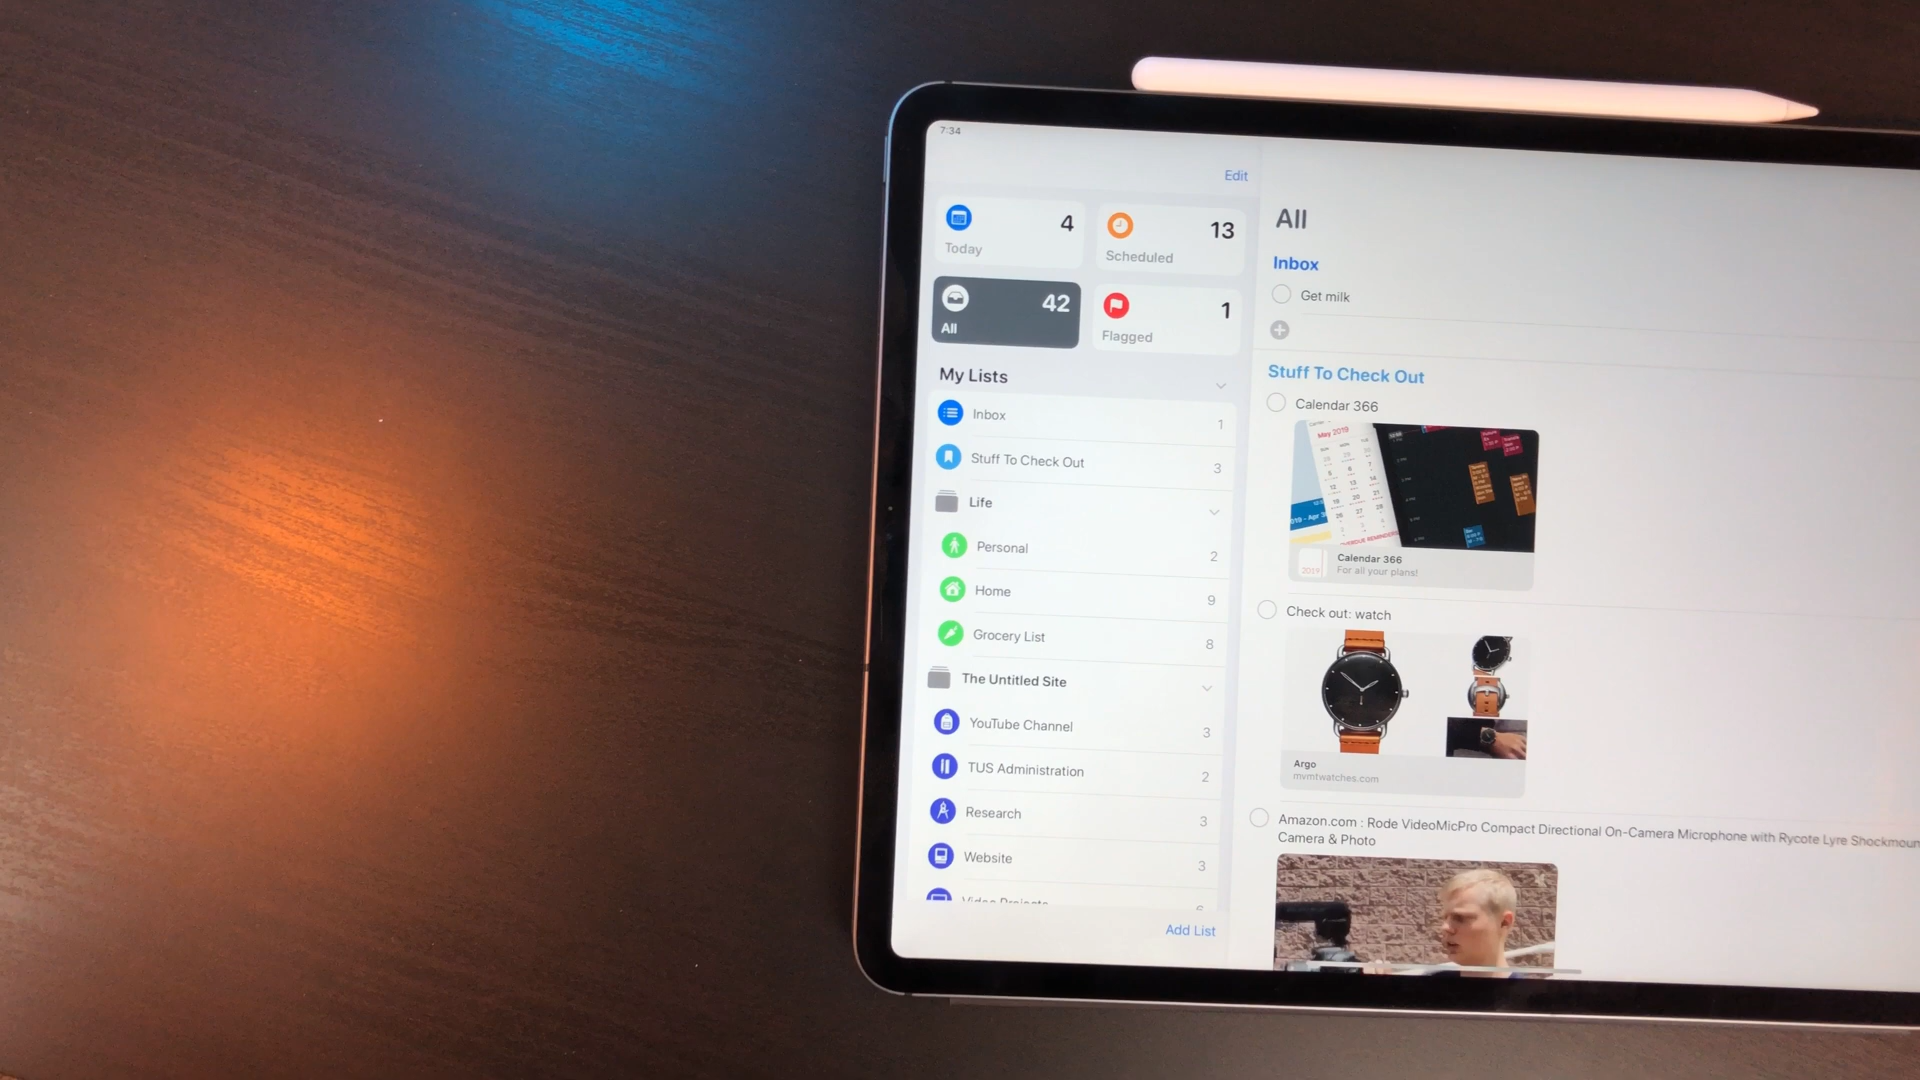 7:34
Edit
Today 4
Scheduled 13
All 42
Flagged 1
My Lists
Inbox 1
Stuff To Check Out 3
Life
Personal 2
Home 9
Grocery List 8
The Untitled Site
YouTube Channel 3
TUS Administration 2
Research 3
Website 3
Video Projects
Add List
All
Inbox
Get milk
Stuff To Check Out
Calendar 366
May 2019
Calendar 366
For all your plans!
2019
Check out: watch
Argo
mvmtwatches.com
Amazon.com : Rode VideoMicPro Compact Directional On-Camera Microphone with Rycote Lyre Shockmoun
Camera & Photo